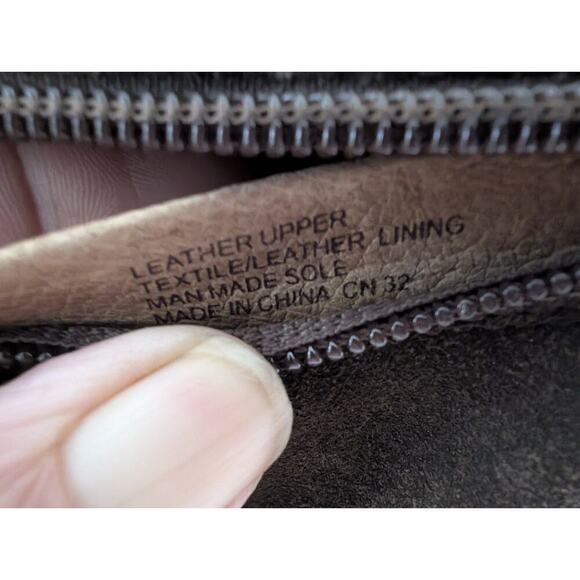 LEATHER UPPER
TEXTILE/LEATHER LINING
MAN MADE SOLE
MADE IN CHINA CN 32